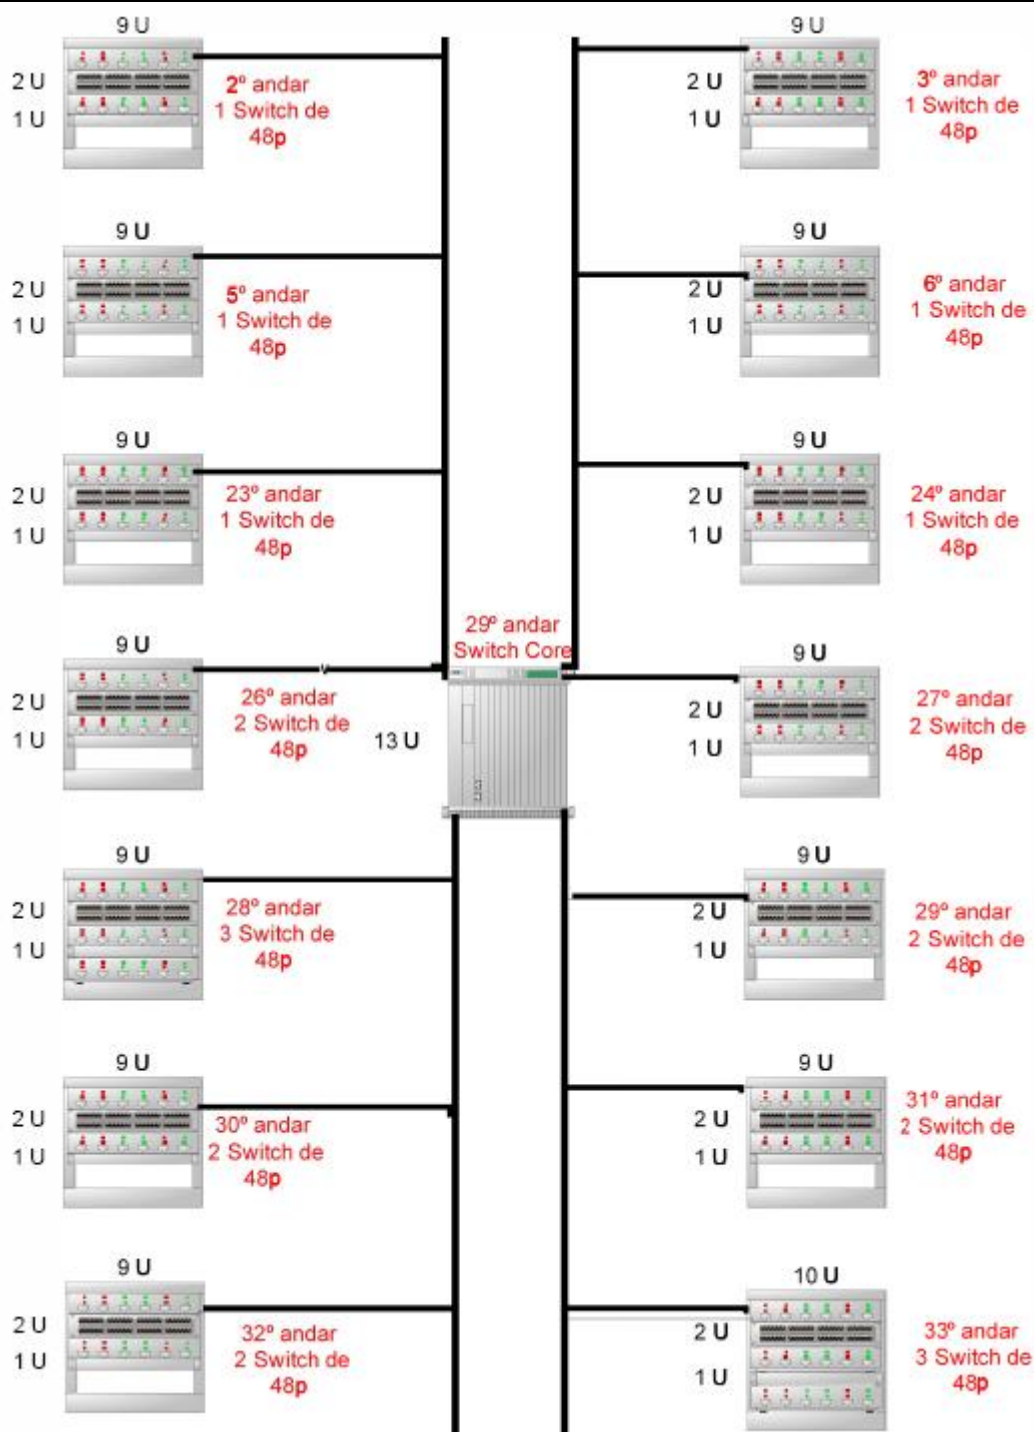 9 U
2 U
1 U
2º andar
1 Switch de
48p
9 U
2 U
1 U
3º andar
1 Switch de
48p
9 U
2 U
1 U
5º andar
1 Switch de
48p
9 U
2 U
1 U
6º andar
1 Switch de
48p
9 U
2 U
1 U
23º andar
1 Switch de
48p
9 U
2 U
1 U
24º andar
1 Switch de
48p
29º andar
Switch Core
13 U
9 U
2 U
1 U
26º andar
2 Switch de
48p
9 U
2 U
1 U
27º andar
2 Switch de
48p
9 U
2 U
1 U
28º andar
3 Switch de
48p
9 U
2 U
1 U
29º andar
2 Switch de
48p
9 U
2 U
1 U
30º andar
2 Switch de
48p
9 U
2 U
1 U
31º andar
2 Switch de
48p
9 U
2 U
1 U
32º andar
2 Switch de
48p
10 U
2 U
1 U
33º andar
3 Switch de
48p